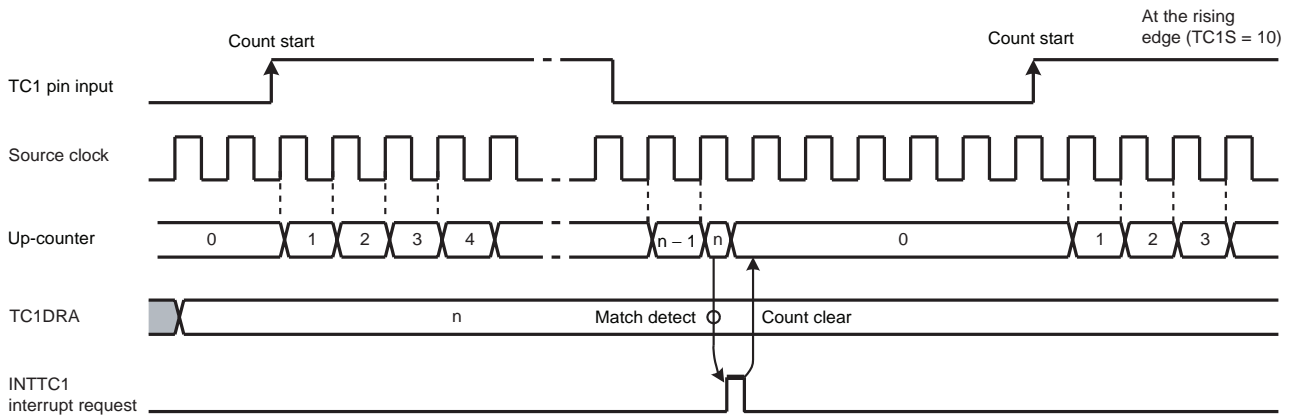 At the rising
edge (TC1S = 10)
Count start
Count start
TC1 pin input
Source clock
Up-counter
0 1 2 3 4 n – 1 n 0 1 2 3
TC1DRA
n
Match detect
Count clear
INTTC1
interrupt request